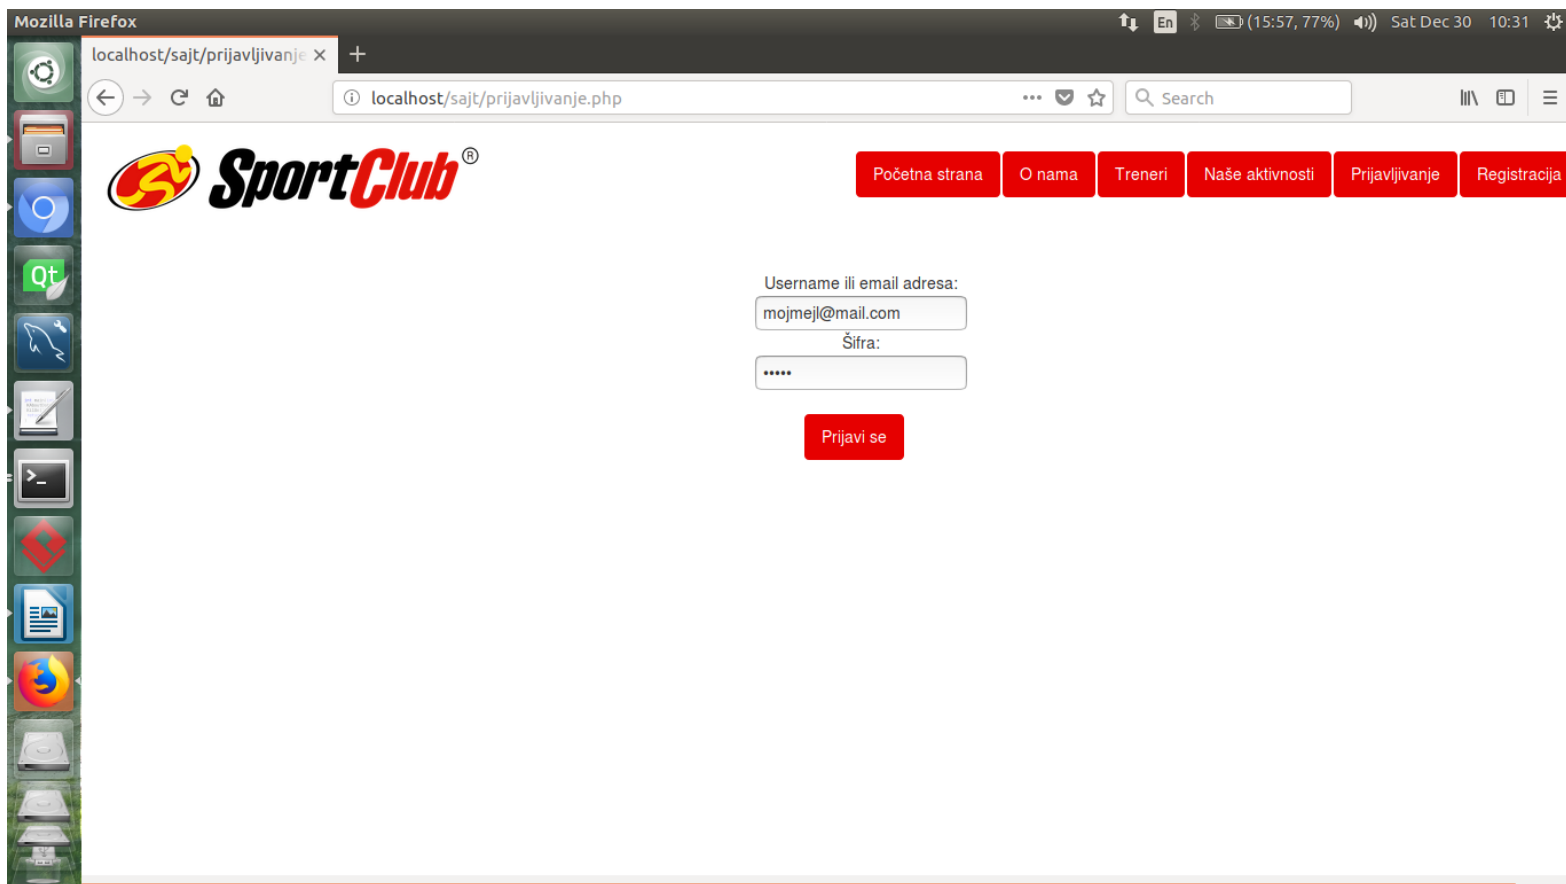 Mozilla Firefox
En
(15:57, 77%)
Sat Dec 30 10:31
localhost/sajt/prijavljivanje
localhost/sajt/prijavljivanje.php
Search
SportClub®
Početna strana
O nama
Treneri
Naše aktivnosti
Prijavljivanje
Registracija
Qt
Username ili email adresa:
mojmejl@mail.com
Šifra:
•••••
Prijavi se
>_